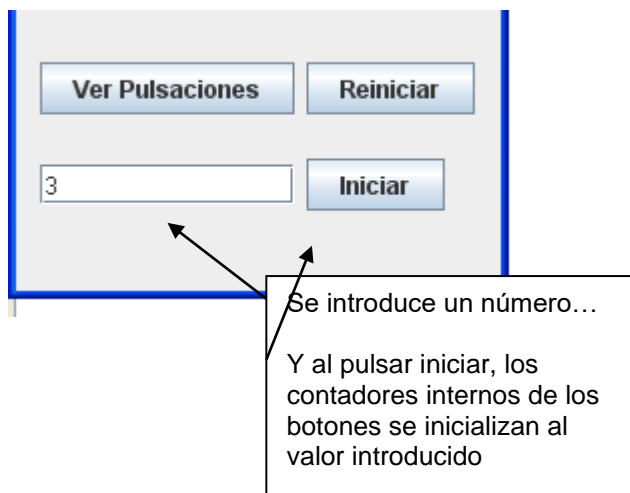 Ver Pulsaciones Reiniciar
3 Iniciar
Se introduce un número…
Y al pulsar iniciar, los
contadores internos de los
botones se inicializan al
valor introducido